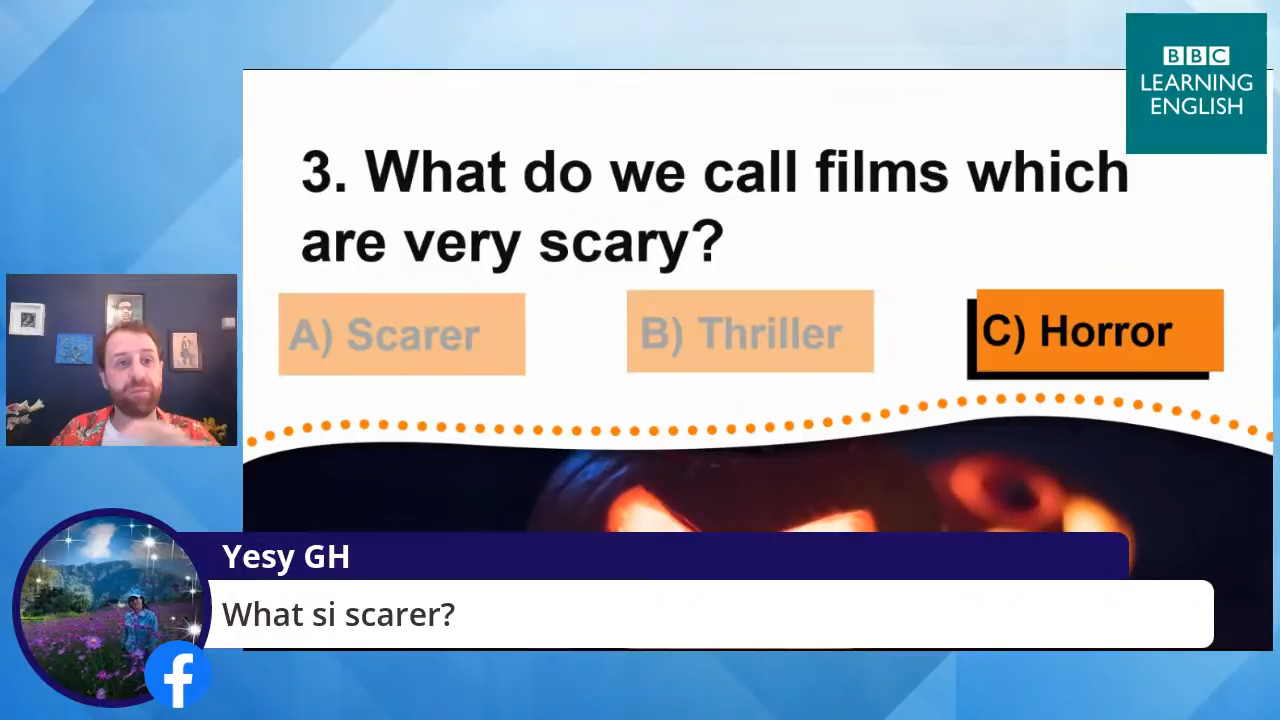 BBC
LEARNING
ENGLISH
3. What do we call films which
are very scary?
A) Scarer
B) Thriller
C) Horror
Yesy GH
What si scarer?